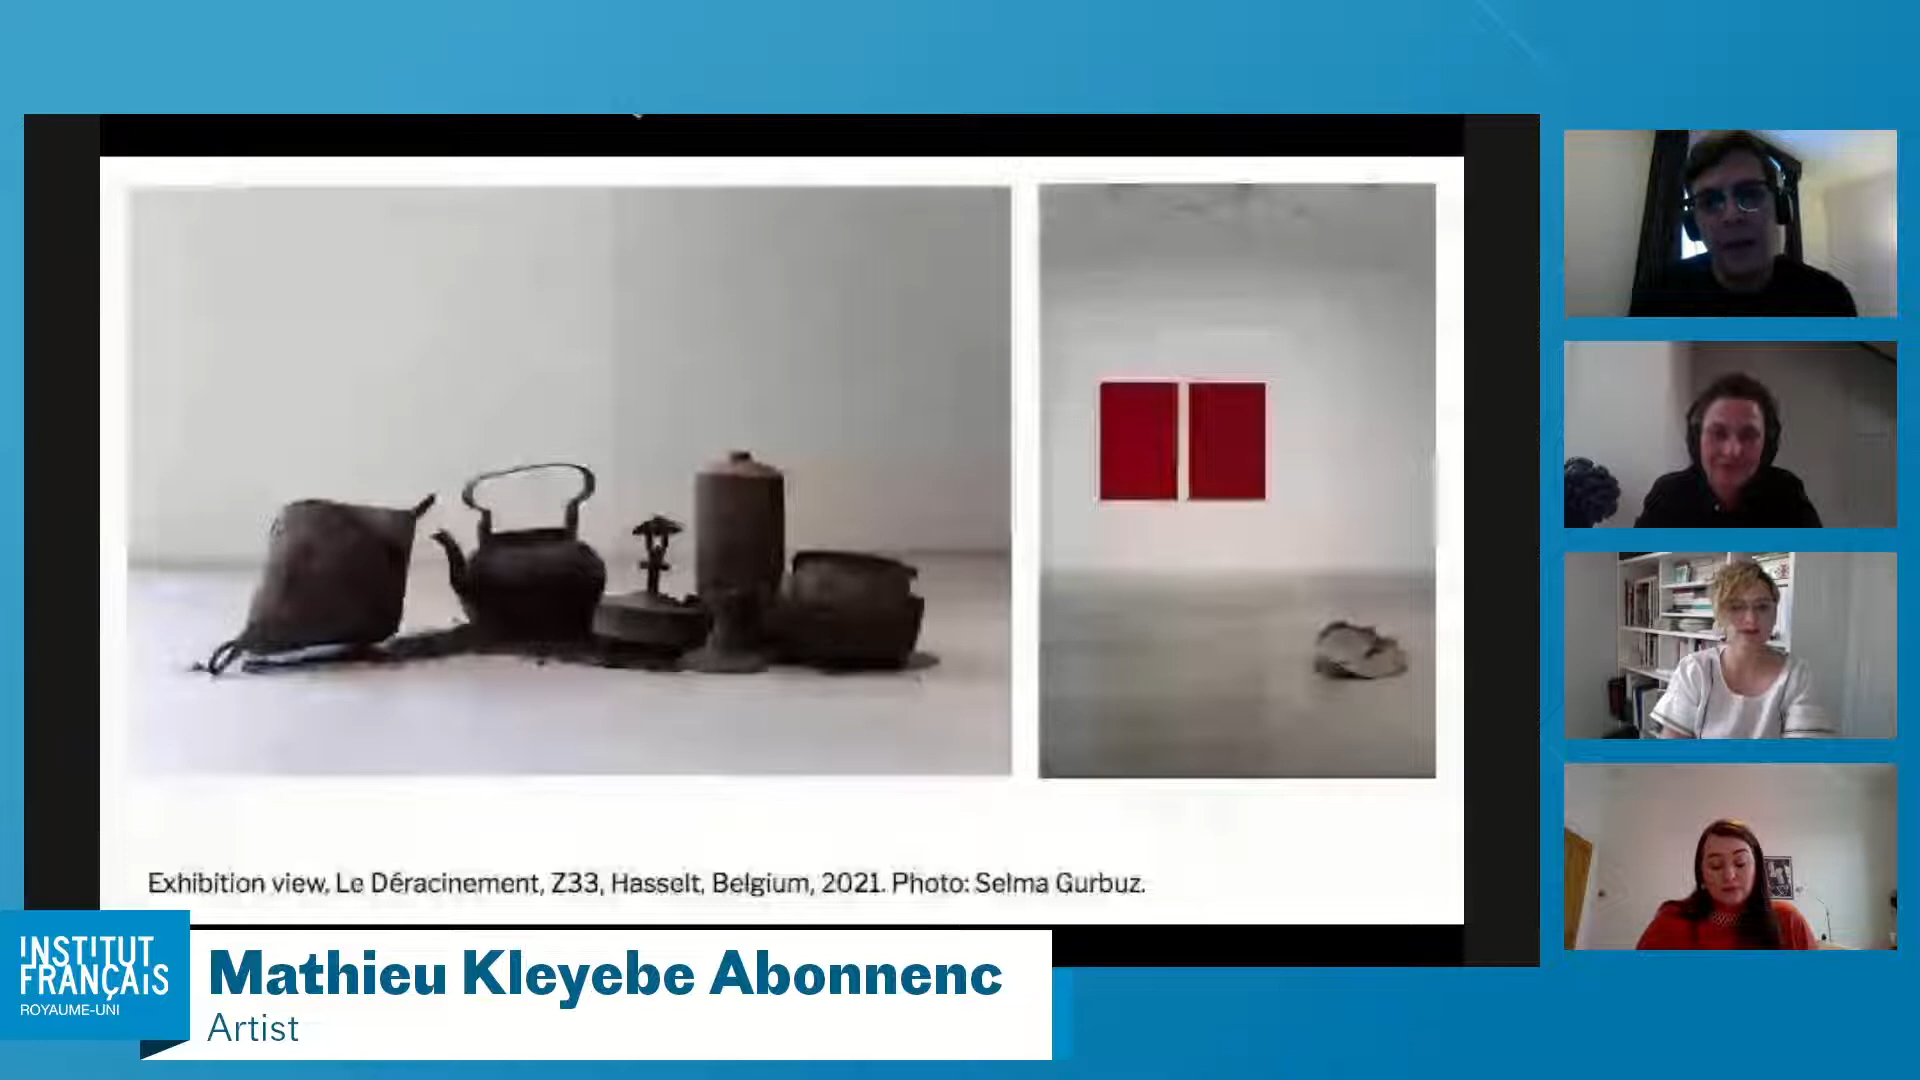 Exhibition view, Le Déracinement, Z33, Hasselt, Belgium, 2021. Photo: Selma Gurbuz.
INSTITUT
FRANÇAIS
ROYAUME-UNI
Mathieu Kleyebe Abonnenc
Artist